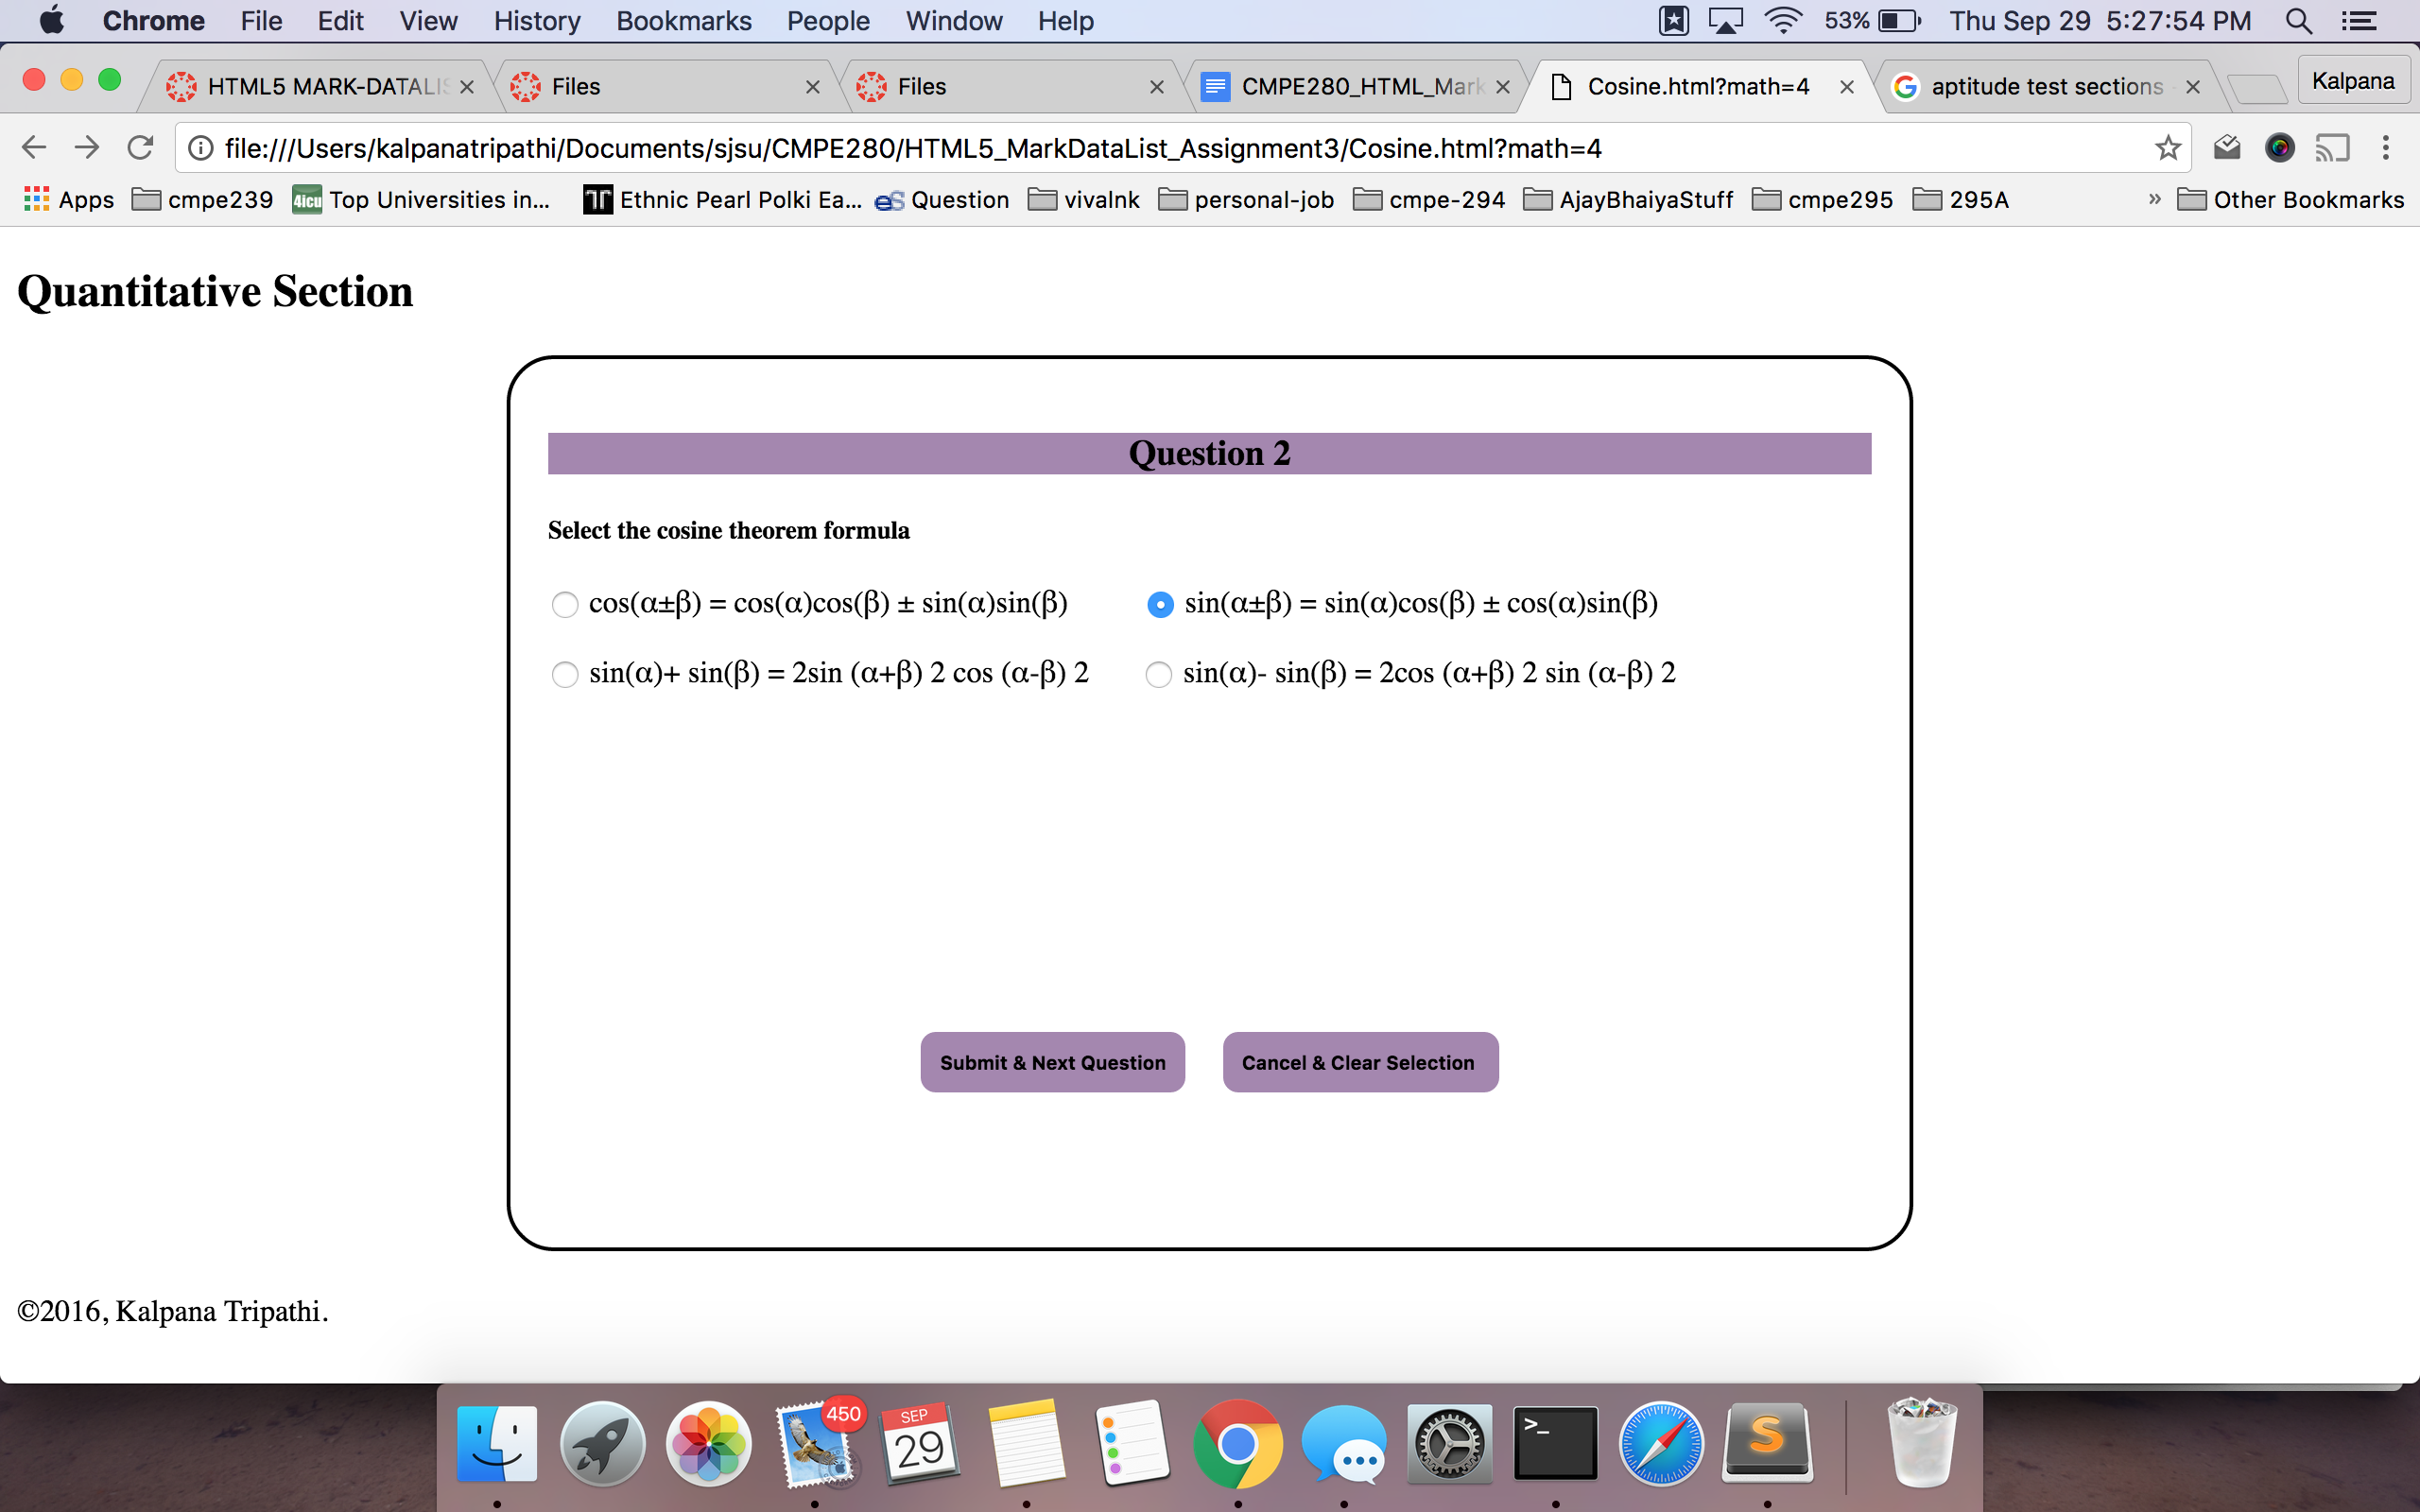 Chrome File Edit View History Bookmarks People Window Help 53% Thu Sep 29 5:27:54 PM
HTML5 MARK-DATALIS Files Files CMPE280_HTML_Mark Cosine.html?math=4 aptitude test sections Kalpana
file:///Users/kalpanatripathi/Documents/sjsu/CMPE280/HTML5_MarkDataList_Assignment3/Cosine.html?math=4
Apps cmpe239 4icu Top Universities in... Ethnic Pearl Polki Ea... eS Question vivalnk personal-job cmpe-294 AjayBhaiyaStuff cmpe295 295A » Other Bookmarks
Quantitative Section
Question 2
Select the cosine theorem formula
cos(α±β) = cos(α)cos(β) ± sin(α)sin(β) sin(α±β) = sin(α)cos(β) ± cos(α)sin(β)
sin(α)+ sin(β) = 2sin (α+β) 2 cos (α-β) 2 sin(α)- sin(β) = 2cos (α+β) 2 sin (α-β) 2
Submit & Next Question Cancel & Clear Selection
©2016, Kalpana Tripathi.
450 SEP
29 >_ S